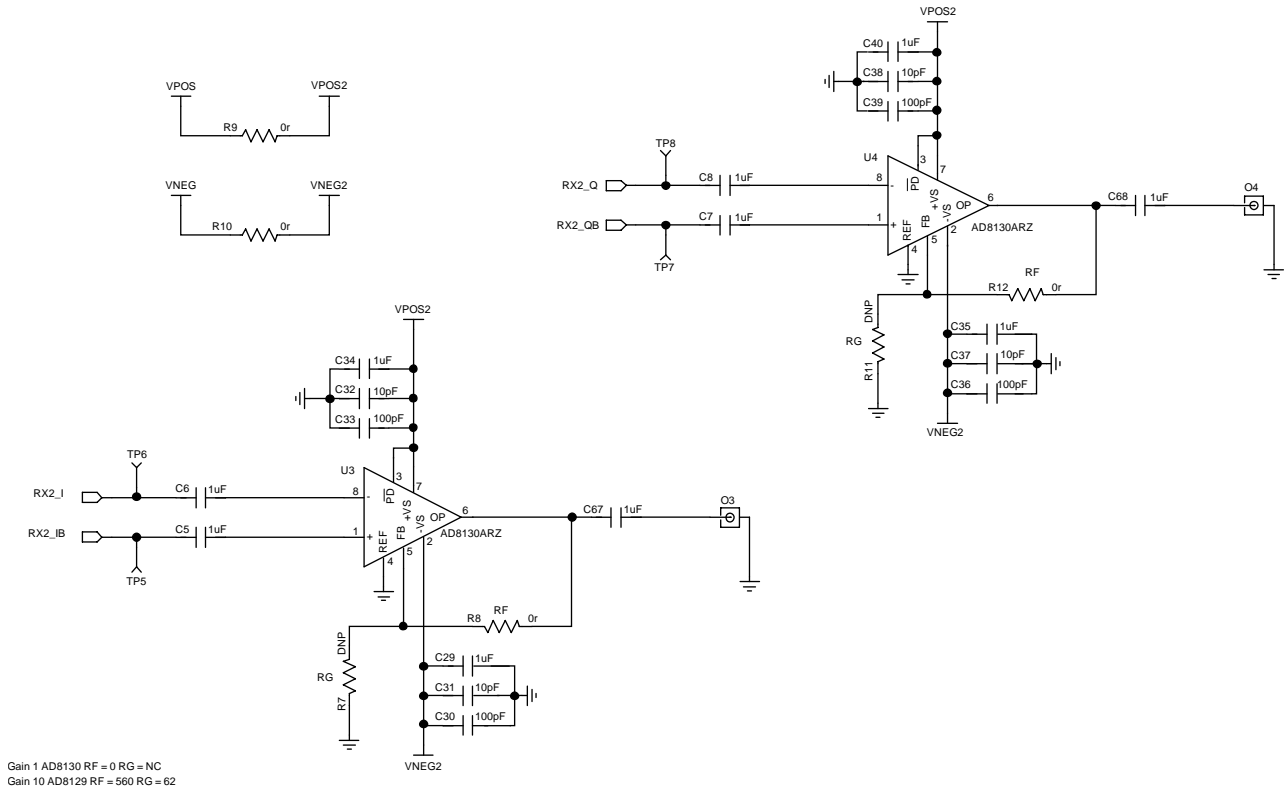 VPOS
VPOS2
R9 0r
VNEG
VNEG2
R10 0r
VPOS2
C40 1uF
C38 10pF
C39 100pF
TP8
U4
3
7
RX2_Q
C8 1uF
8 - PD +VS
RX2_QB
C7 1uF
1 + REF FB -VS OP
6
AD8130ARZ
C68 1uF
O4
TP7
4
5
2
RF
R12 0r
DNP
RG
R11
C35 1uF
C37 10pF
C36 100pF
VNEG2
VPOS2
C34 1uF
C32 10pF
C33 100pF
TP6
U3
3
7
RX2_I
C6 1uF
8 - PD +VS
RX2_IB
C5 1uF
1 + REF FB -VS OP
6
AD8130ARZ
C67 1uF
O3
TP5
4
5
2
RF
R8 0r
DNP
RG
R7
C29 1uF
C31 10pF
C30 100pF
VNEG2
Gain 1 AD8130 RF = 0 RG = NC
Gain 10 AD8129 RF = 560 RG = 62